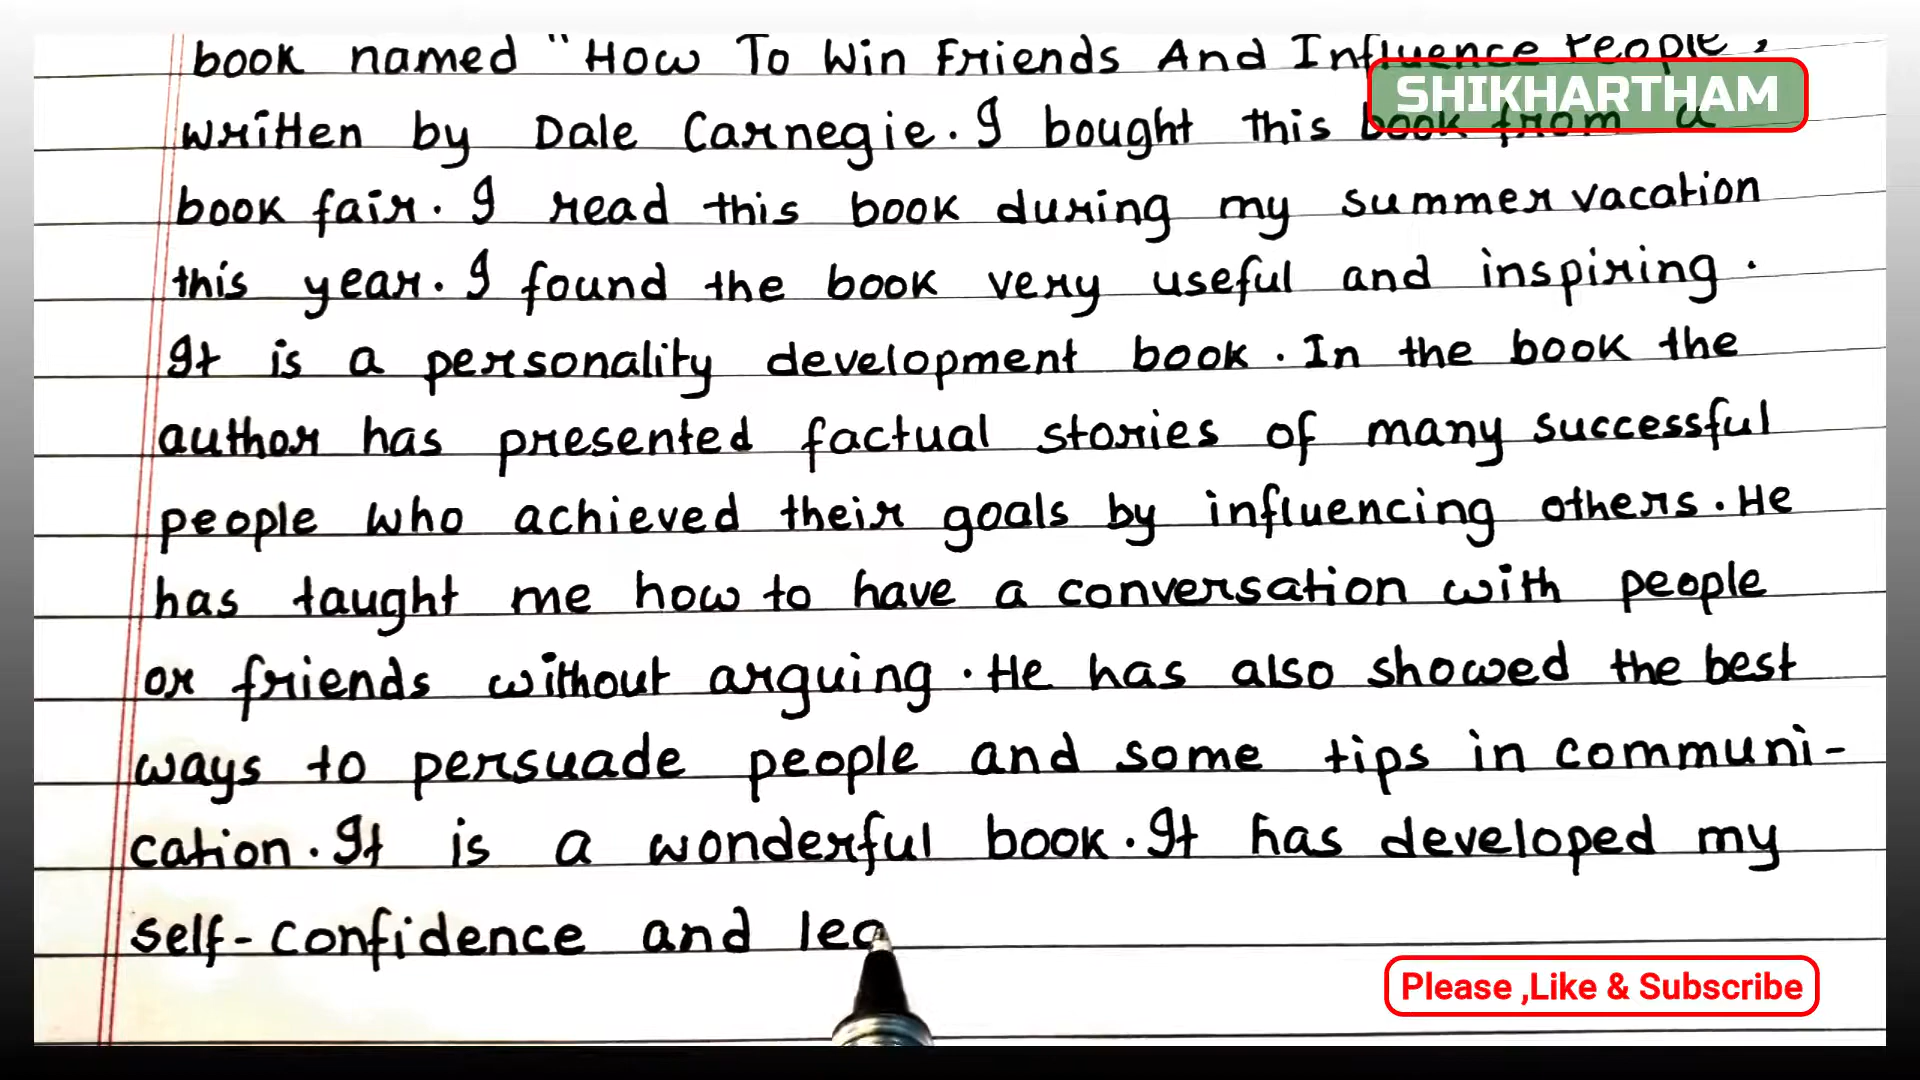 book named "How To Win Friends And Influence People,
SHIKHARTHAM
written by Dale Carnegie. I bought this book from a
book fair. I read this book during my summer vacation
this year. I found the book very useful and inspiring.
It is a personality development book. In the book the
author has presented factual stories of many successful
people who achieved their goals by influencing others. He
has taught me how to have a conversation with people
or friends without arguing. He has also showed the best
ways to persuade people and some tips in communi-
cation. It is a wonderful book. It has developed my
self-confidence and lea
Please ,Like & Subscribe